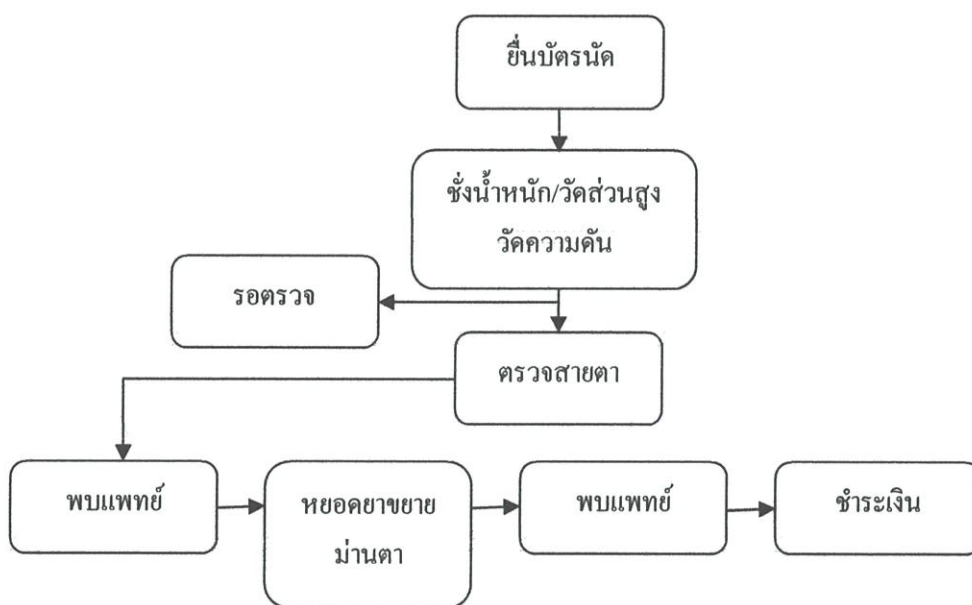 ยื่นบัตรนัด
ชั่งน้ำหนัก/วัดส่วนสูง
วัดความดัน
รอตรวจ
ตรวจสายตา
พบแพทย์
หยอดยาขยาย
ม่านตา
พบแพทย์
ชำระเงิน